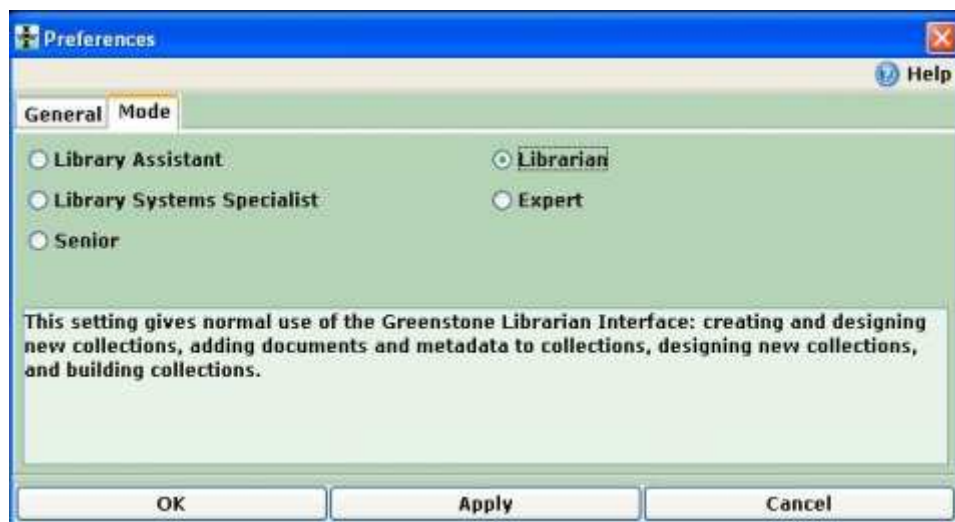 Preferences
Help
General Mode
Library Assistant Librarian
Library Systems Specialist Expert
Senior
This setting gives normal use of the Greenstone Librarian Interface: creating and designing
new collections, adding documents and metadata to collections, designing new collections,
and building collections.
OK Apply Cancel